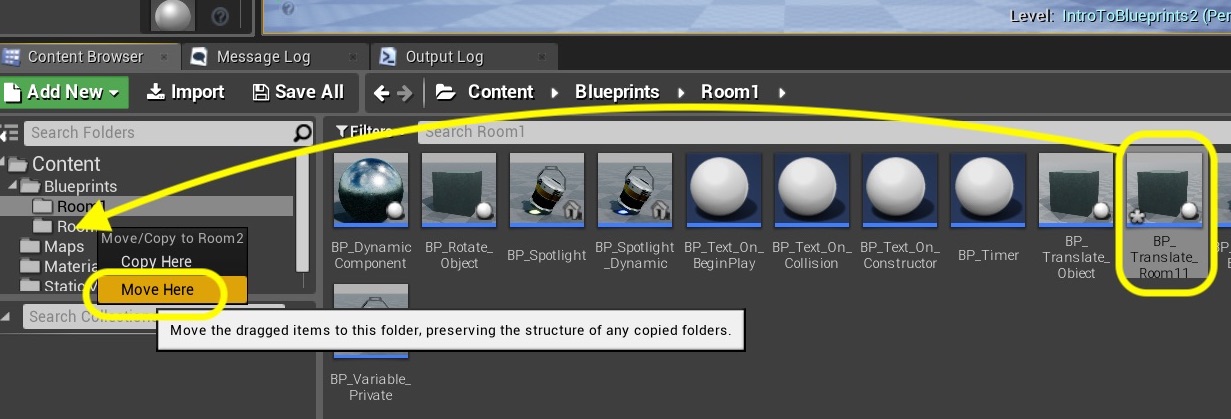 Level: IntroToBlueprints2 (Per
Content Browser
Message Log
Output Log
Add New
Import
Save All
Content
Blueprints
Room1
Search Folders
Filters
Search Room1
Content
Blueprints
Room1
Roo
Maps
Materia
Static
Move/Copy to Room2
Copy Here
Move Here
Search Collections
Move the dragged items to this folder, preserving the structure of any copied folders.
BP_Dynamic
Component
BP_Rotate_
Object
BP_Spotlight
BP_Spotlight
_Dynamic
BP_Text_On_
BeginPlay
BP_Text_On_
Collision
BP_Text_On_
Constructor
BP_Timer
BP_
Translate_
Object
BP_
Translate_
Room11
BP_Variable_
Private